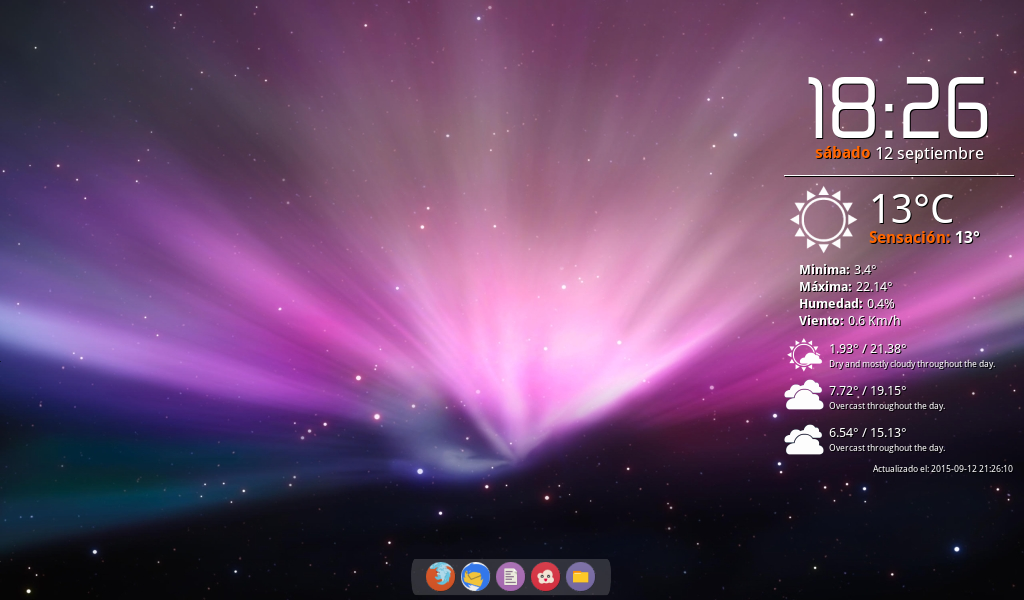 18:26
sábado 12 septiembre
13°C
Sensación: 13°
Minima: 3.4°
Máxima: 22.14°
Humedad: 0.4%
Viento: 0.6 Km/h
1.93° / 21.38°
Dry and mostly cloudy throughout the day.
7.72° / 19.15°
Overcast throughout the day.
6.54° / 15.13°
Overcast throughout the day.
Actualizado el: 2015-09-12 21:26:10